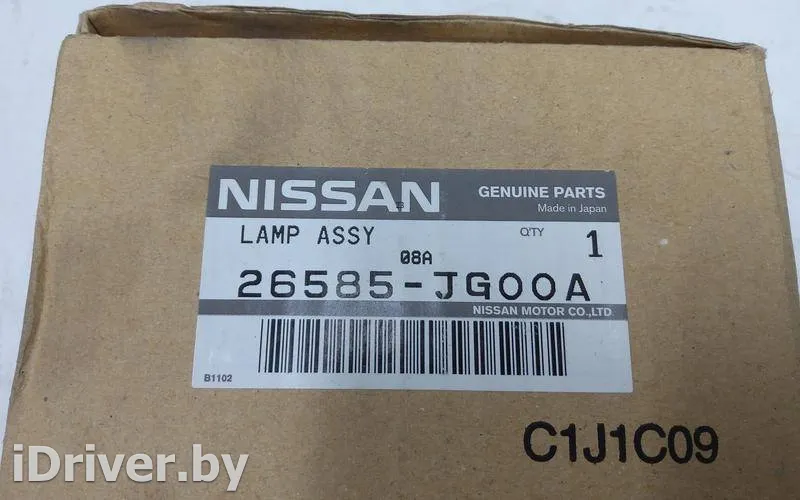 NISSAN
GENUINE PARTS
Made in Japan
LAMP ASSY
Q'TY 1
08A
26585-JG00A
NISSAN MOTOR CO.,LTD.
B1102
C1J1C09
iDriver.by